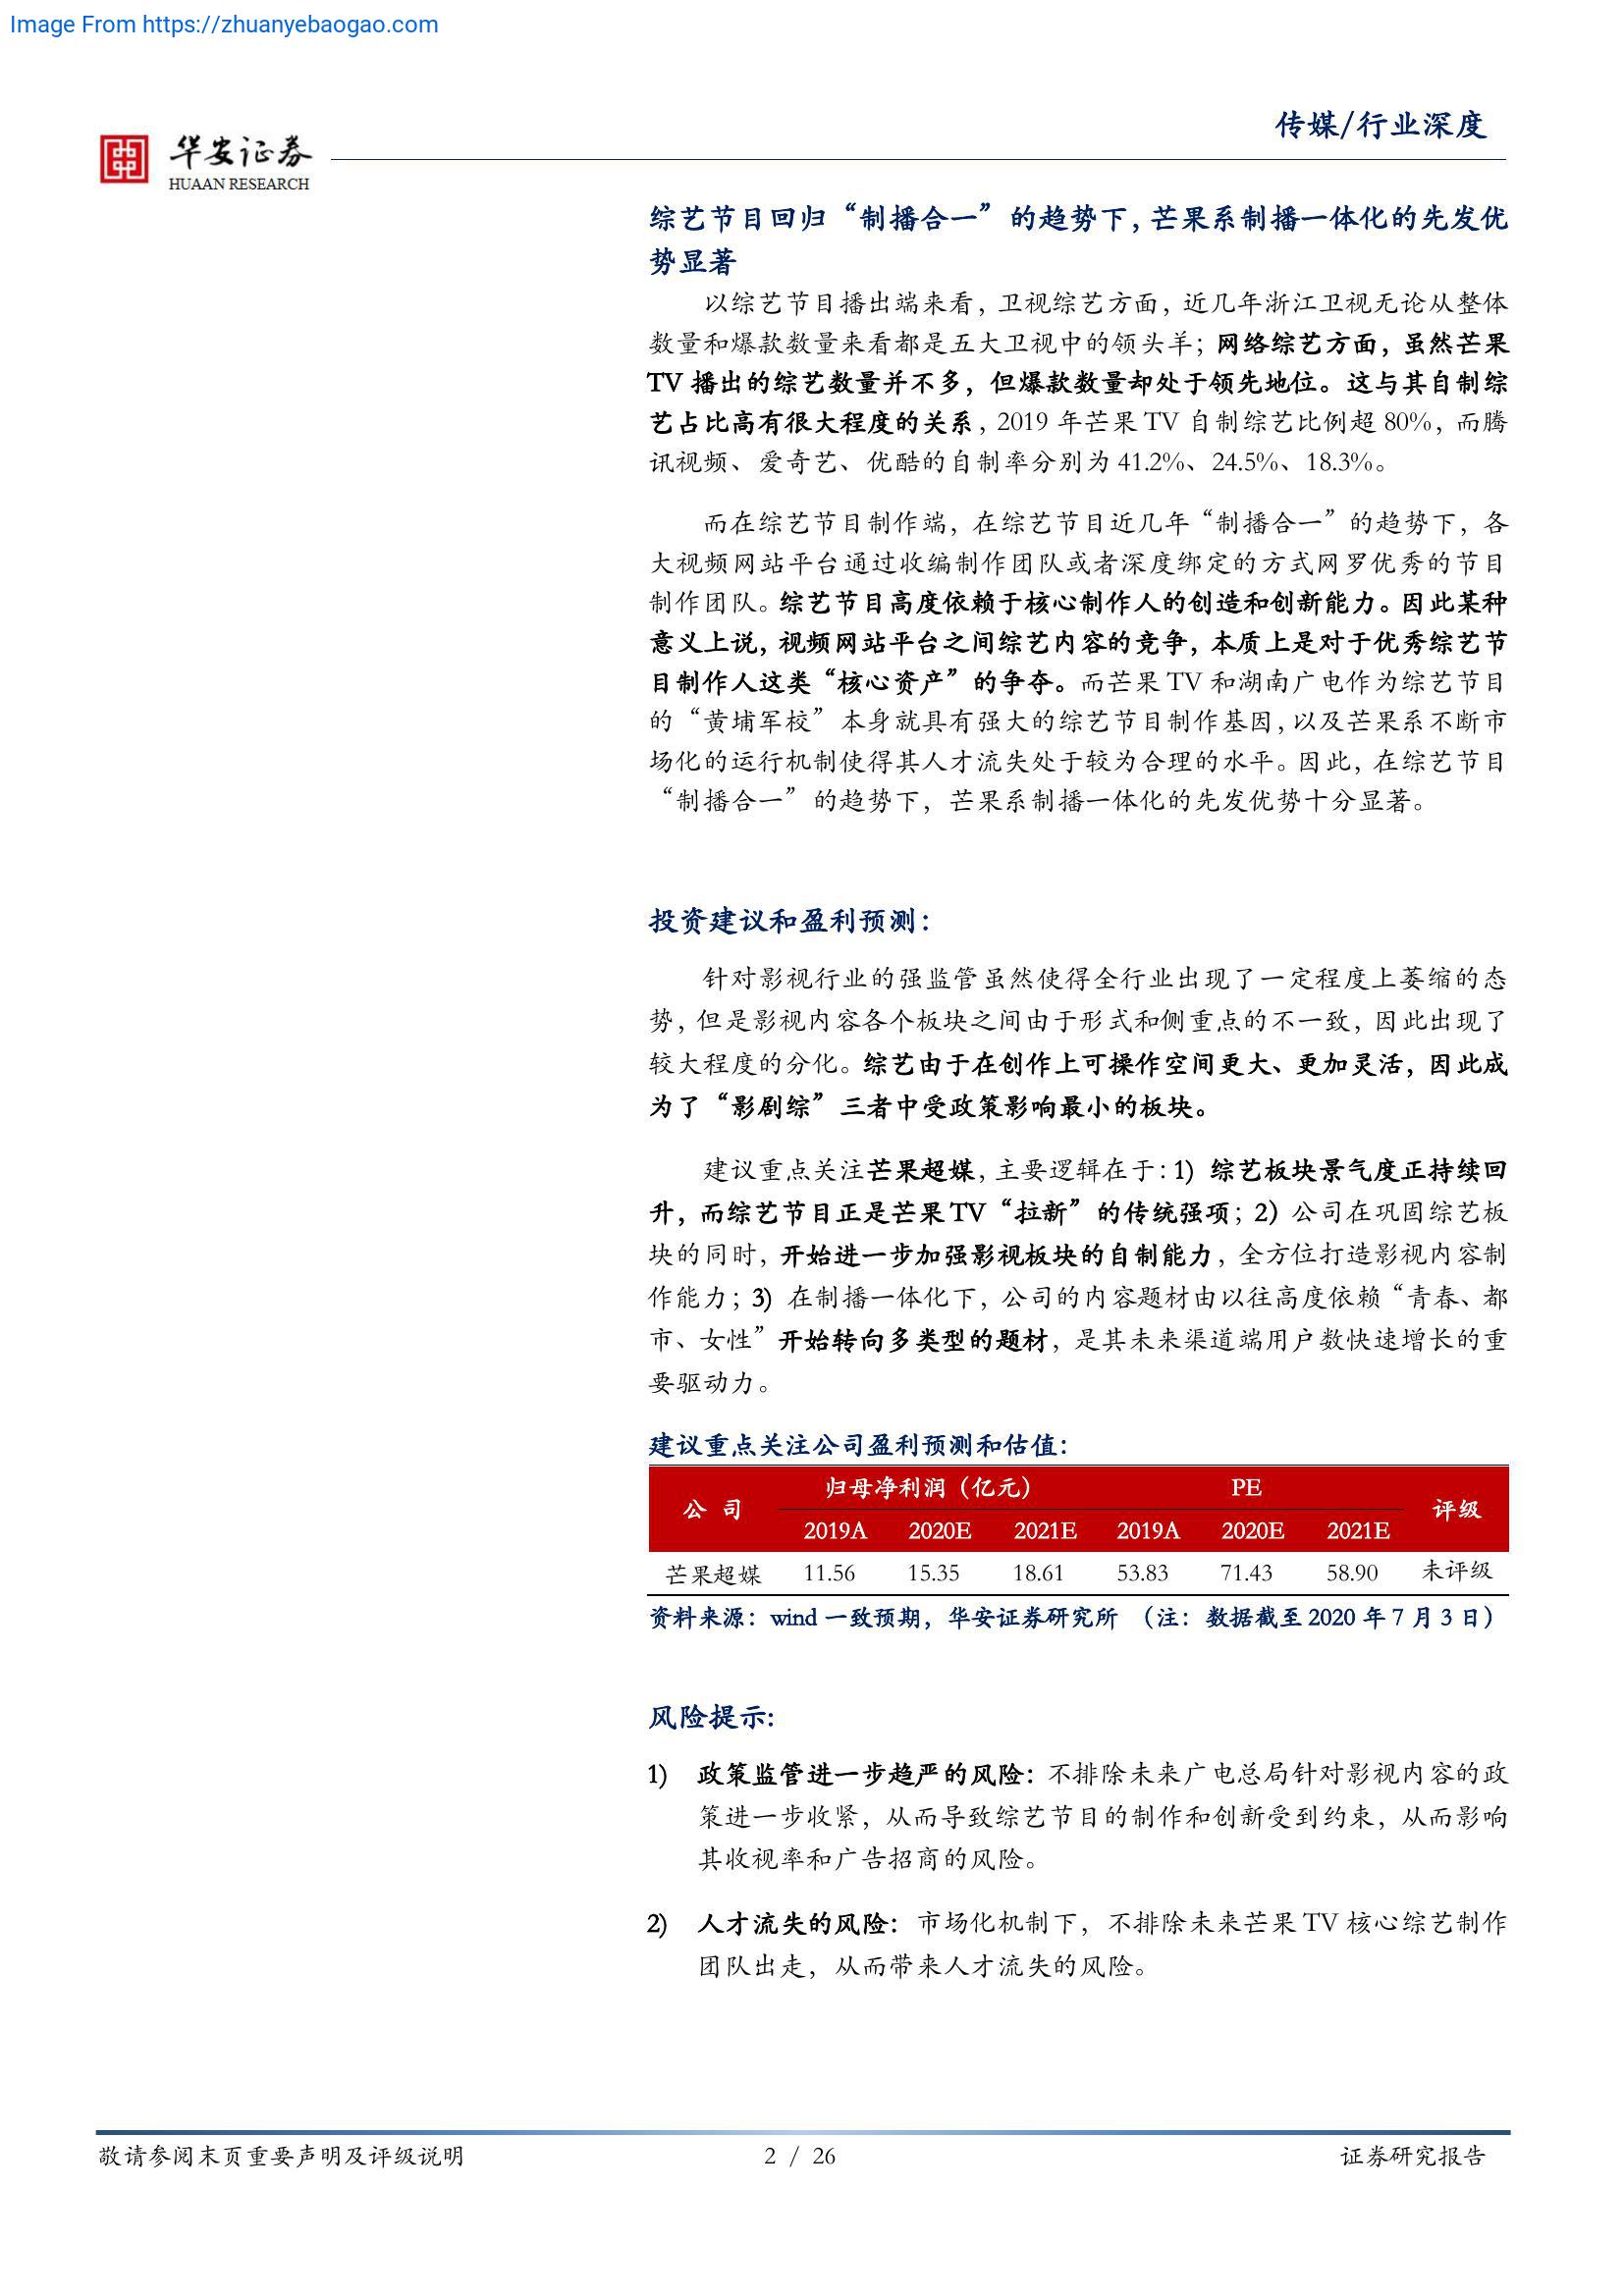 Image From https://zhuanyebaogao.com
传媒/行业深度
华安证券
HUAAN RESEARCH
综艺节目回归“制播合一”的趋势下，芒果系制播一体化的先发优
势显著
以综艺节目播出端来看，卫视综艺方面，近几年浙江卫视无论从整体
数量和爆款数量来看都是五大卫视中的领头羊；网络综艺方面，虽然芒果
TV 播出的综艺数量并不多，但爆款数量却处于领先地位。这与其自制综
艺占比高有很大程度的关系，2019 年芒果 TV 自制综艺比例超 80%，而腾
讯视频、爱奇艺、优酷的自制率分别为 41.2%、24.5%、18.3%。
而在综艺节目制作端，在综艺节目近几年“制播合一”的趋势下，各
大视频网站平台通过收编制作团队或者深度绑定的方式网罗优秀的节目
制作团队。综艺节目高度依赖于核心制作人的创造和创新能力。因此某种
意义上说，视频网站平台之间综艺内容的竞争，本质上是对于优秀综艺节
目制作人这类“核心资产”的争夺。而芒果 TV 和湖南广电作为综艺节目
的“黄埔军校”本身就具有强大的综艺节目制作基因，以及芒果系不断市
场化的运行机制使得其人才流失处于较为合理的水平。因此，在综艺节目
“制播合一”的趋势下，芒果系制播一体化的先发优势十分显著。
投资建议和盈利预测：
针对影视行业的强监管虽然使得全行业出现了一定程度上萎缩的态
势，但是影视内容各个板块之间由于形式和侧重点的不一致，因此出现了
较大程度的分化。综艺由于在创作上可操作空间更大、更加灵活，因此成
为了“影剧综”三者中受政策影响最小的板块。
建议重点关注芒果超媒，主要逻辑在于：1）综艺板块景气度正持续回
升，而综艺节目正是芒果 TV“拉新”的传统强项；2）公司在巩固综艺板
块的同时，开始进一步加强影视板块的自制能力，全方位打造影视内容制
作能力；3）在制播一体化下，公司的内容题材由以往高度依赖“青春、都
市、女性”开始转向多类型的题材，是其未来渠道端用户数快速增长的重
要驱动力。
建议重点关注公司盈利预测和估值：
公 司 归母净利润（亿元） PE 评级
2019A 2020E 2021E 2019A 2020E 2021E
芒果超媒 11.56 15.35 18.61 53.83 71.43 58.90 未评级
资料来源：wind 一致预期，华安证券研究所 （注：数据截至 2020 年 7 月 3 日）
风险提示：
1) 政策监管进一步趋严的风险：不排除未来广电总局针对影视内容的政
策进一步收紧，从而导致综艺节目的制作和创新受到约束，从而影响
其收视率和广告招商的风险。
2) 人才流失的风险：市场化机制下，不排除未来芒果 TV 核心综艺制作
团队出走，从而带来人才流失的风险。
敬请参阅末页重要声明及评级说明 2 / 26 证券研究报告